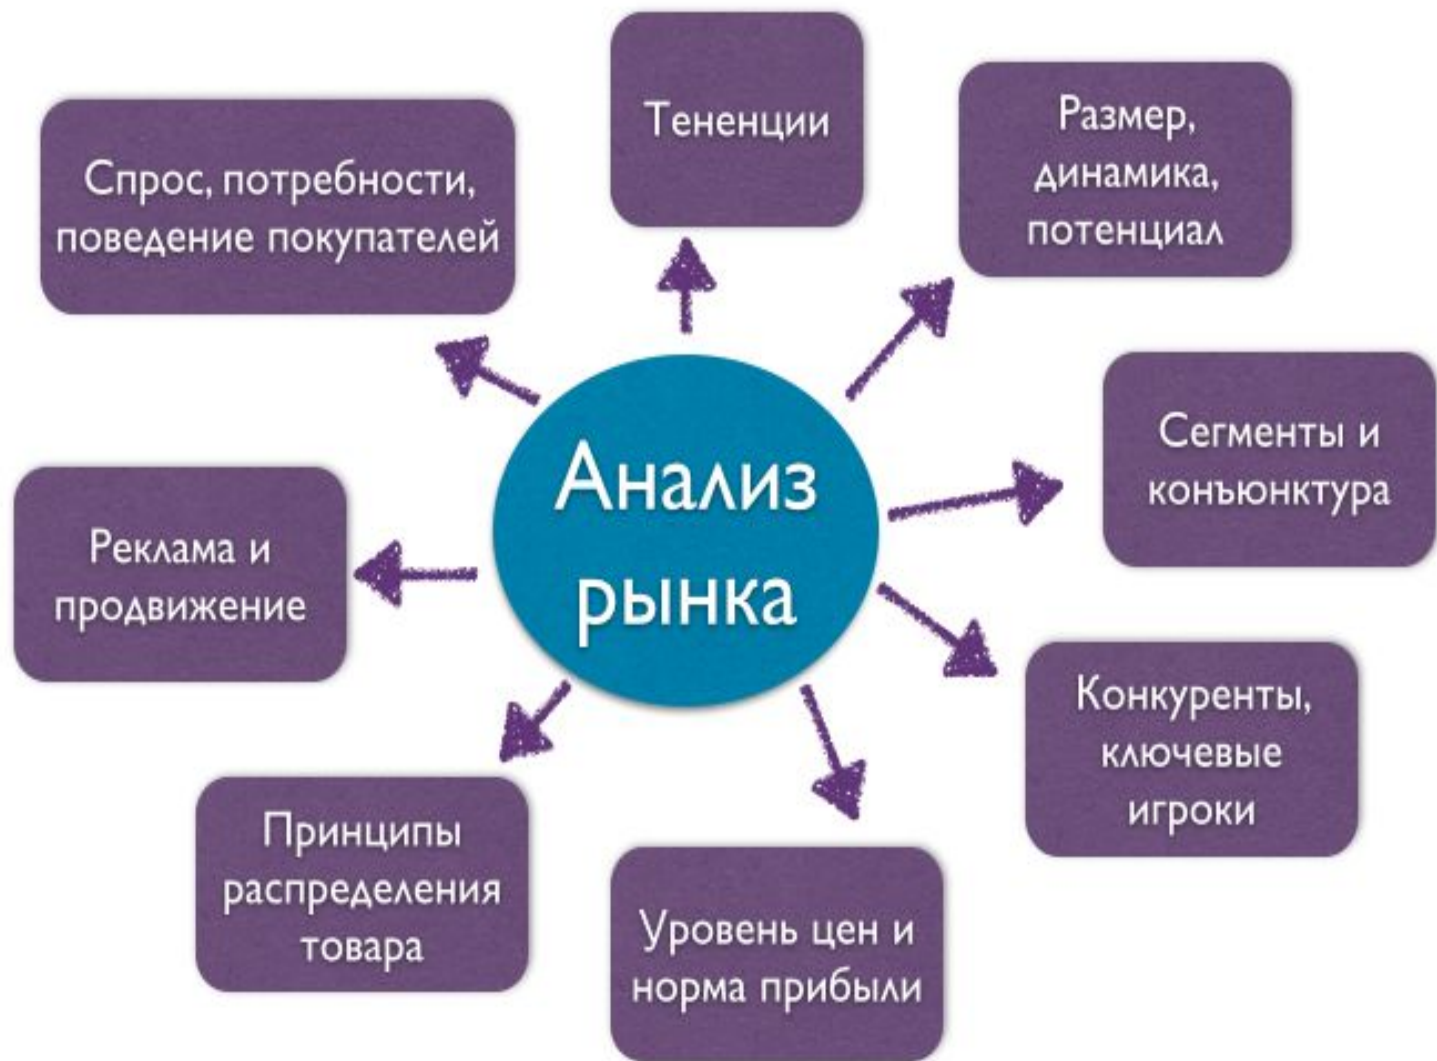 Тененции
Размер,
динамика,
потенциал
Спрос, потребности,
поведение покупателей
Сегменты и
конъюнктура
Анализ
рынка
Реклама и
продвижение
Конкуренты,
ключевые
игроки
Принципы
распределения
товара
Уровень цен и
норма прибыли